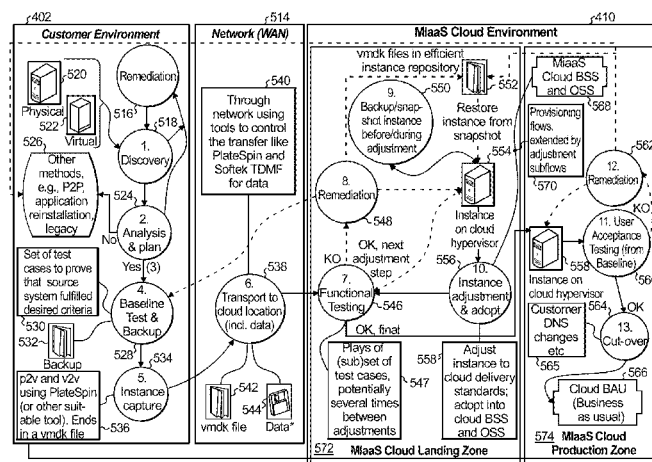 402
514
410
Customer Environment
Network (WAN)
MiaaS Cloud Environment
520
Physical
522
Virtual
526
Remediation
516
518
1.
Discovery
Other
methods,
e.g., P2P,
application
reinstallation,
legacy
524
2.
Analysis
& plan
No
Yes (3)
Set of test
cases to prove
that source
system fulfilled
desired criteria
530
532
Backup
4.
Baseline
Test &
Backup
528
534
p2v and v2v
using PlateSpin
(or other suit-
able tool). Ends
in a vmdk file
536
5.
Instance
capture
540
Through
network using
tools to control
the transfer like
PlateSpin and
Softek TDMF
for data
538
6.
Transport to
cloud location
(incl. data)
542
vmdk file
544
Data*
vmdk files in efficient
instance repository
550
552
9.
Backup/snap-
shot instance
before/during
adjustment
Restore
instance from
snapshot
554
8.
Remediation
548
Instance
on cloud
hypervisor
KO
OK, next
adjustment
step
556
7.
Functional
Testing
546
10.
Instance
adjustment
& adopt
OK, final
Plays of
(sub)set of
test cases,
potentially
several times
between
adjustments
547
558
Adjust
instance to
cloud delivery
standards;
adopt into
cloud BSS
and OSS
572
MiaaS Cloud Landing Zone
MiaaS
Cloud BSS
and OSS
568
Provisioning
flows,
extended by
adjustment
subflows
570
562
12.
Remediation
KO
11. User
Acceptance
Testing (from
Baseline)
558
560
Instance on
cloud hypervisor
OK
564
Customer
DNS
changes
etc
565
13.
Cut-over
566
Cloud BAU
(Business
as usual)
574
MiaaS Cloud
Production Zone